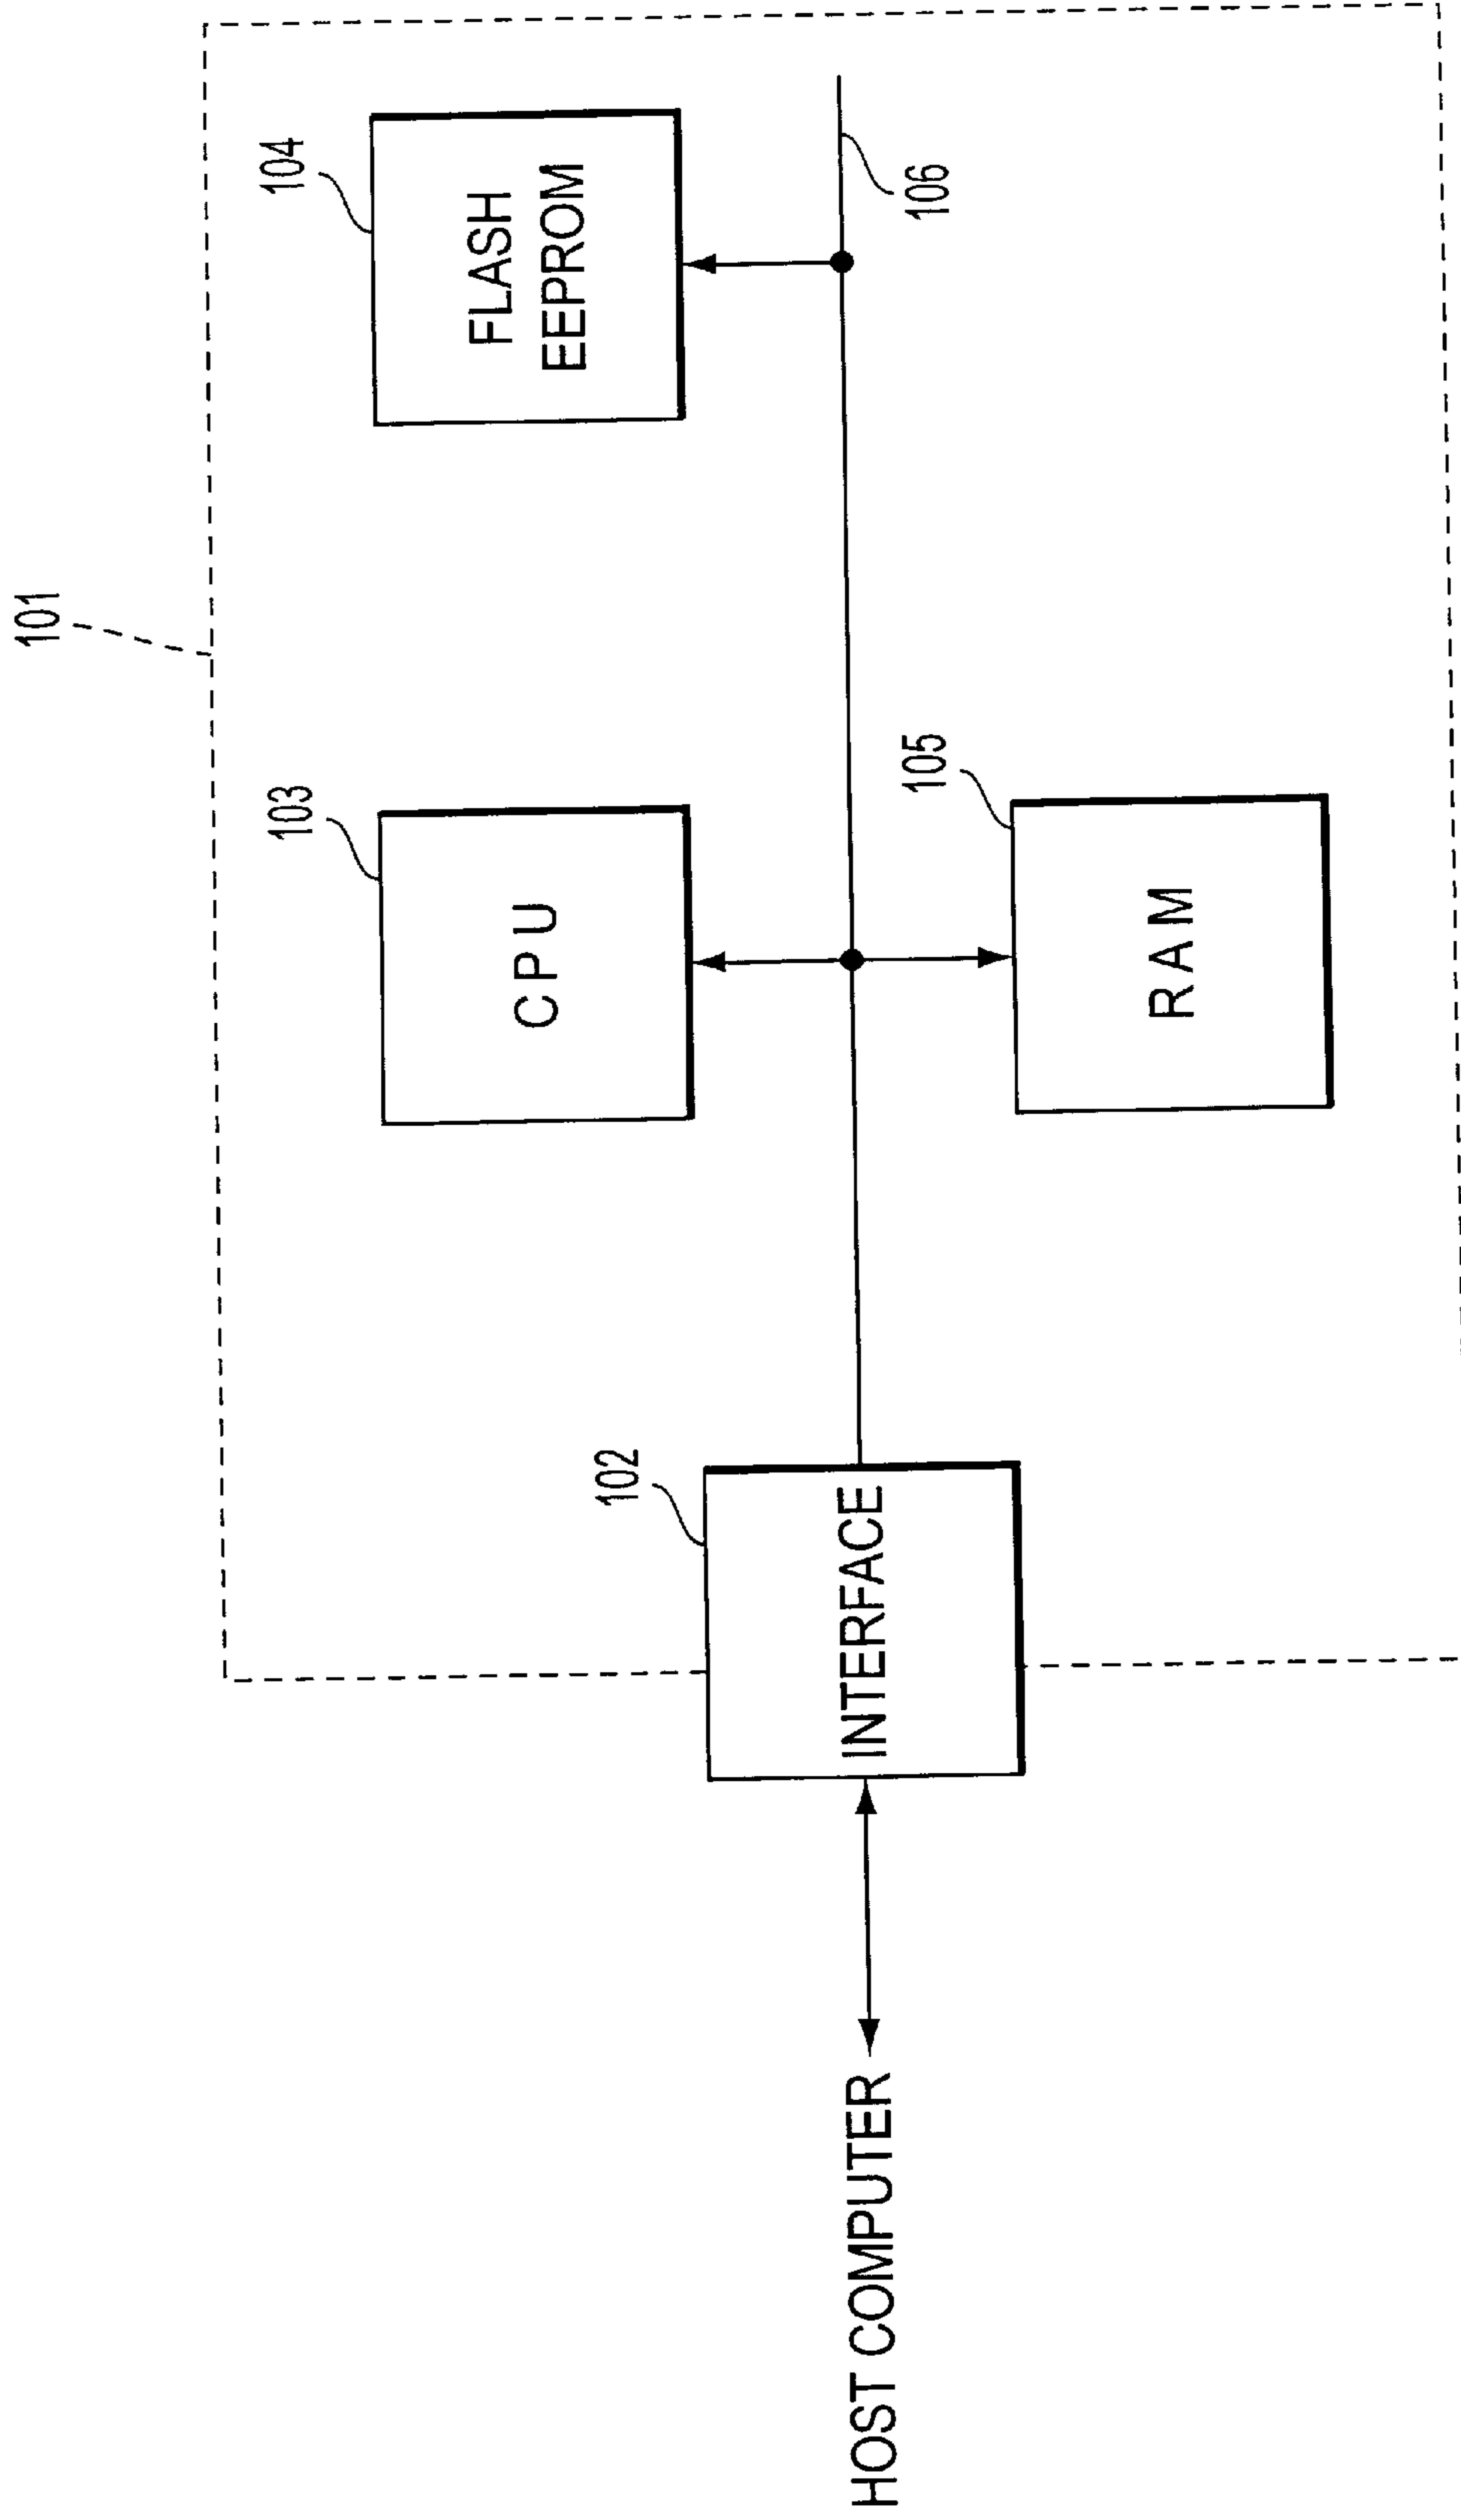 101
104
FLASH
EEPROM
106
103
CPU
105
RAM
102
INTERFACE
HOST COMPUTER